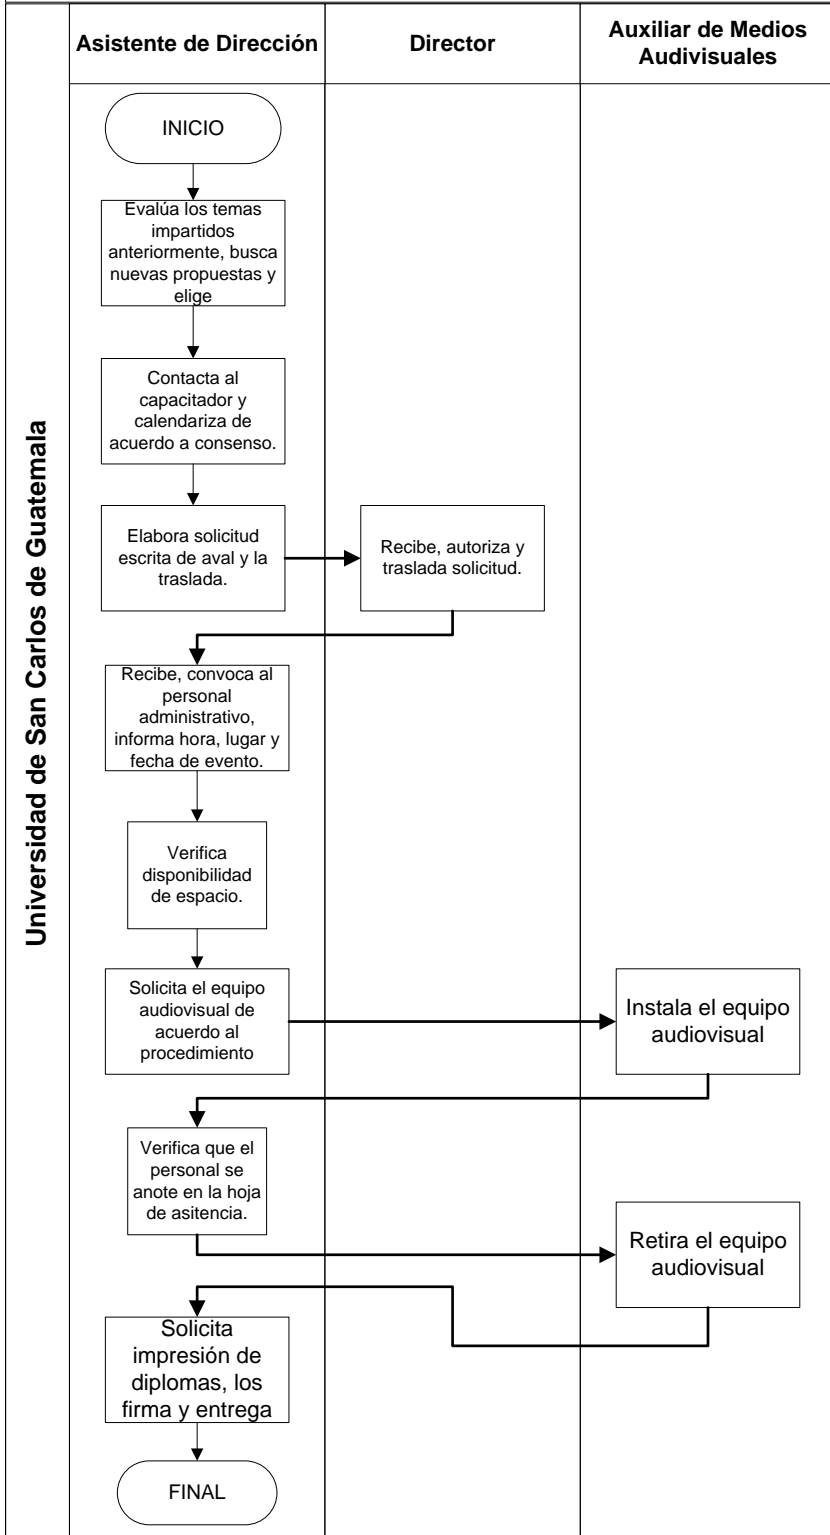 Universidad de San Carlos de Guatemala
Asistente de Dirección
Director
Auxiliar de Medios
Audivisuales
INICIO
Evalúa los temas
impartidos
anteriormente, busca
nuevas propuestas y
elige
Contacta al
capacitador y
calendariza de
acuerdo a consenso.
Elabora solicitud
escrita de aval y la
traslada.
Recibe, autoriza y
traslada solicitud.
Recibe, convoca al
personal
administrativo,
informa hora, lugar y
fecha de evento.
Verifica
disponibilidad
de espacio.
Solicita el equipo
audiovisual de
acuerdo al
procedimiento
Instala el equipo
audiovisual
Verifica que el
personal se
anote en la hoja
de asitencia.
Retira el equipo
audiovisual
Solicita
impresión de
diplomas, los
firma y entrega
FINAL